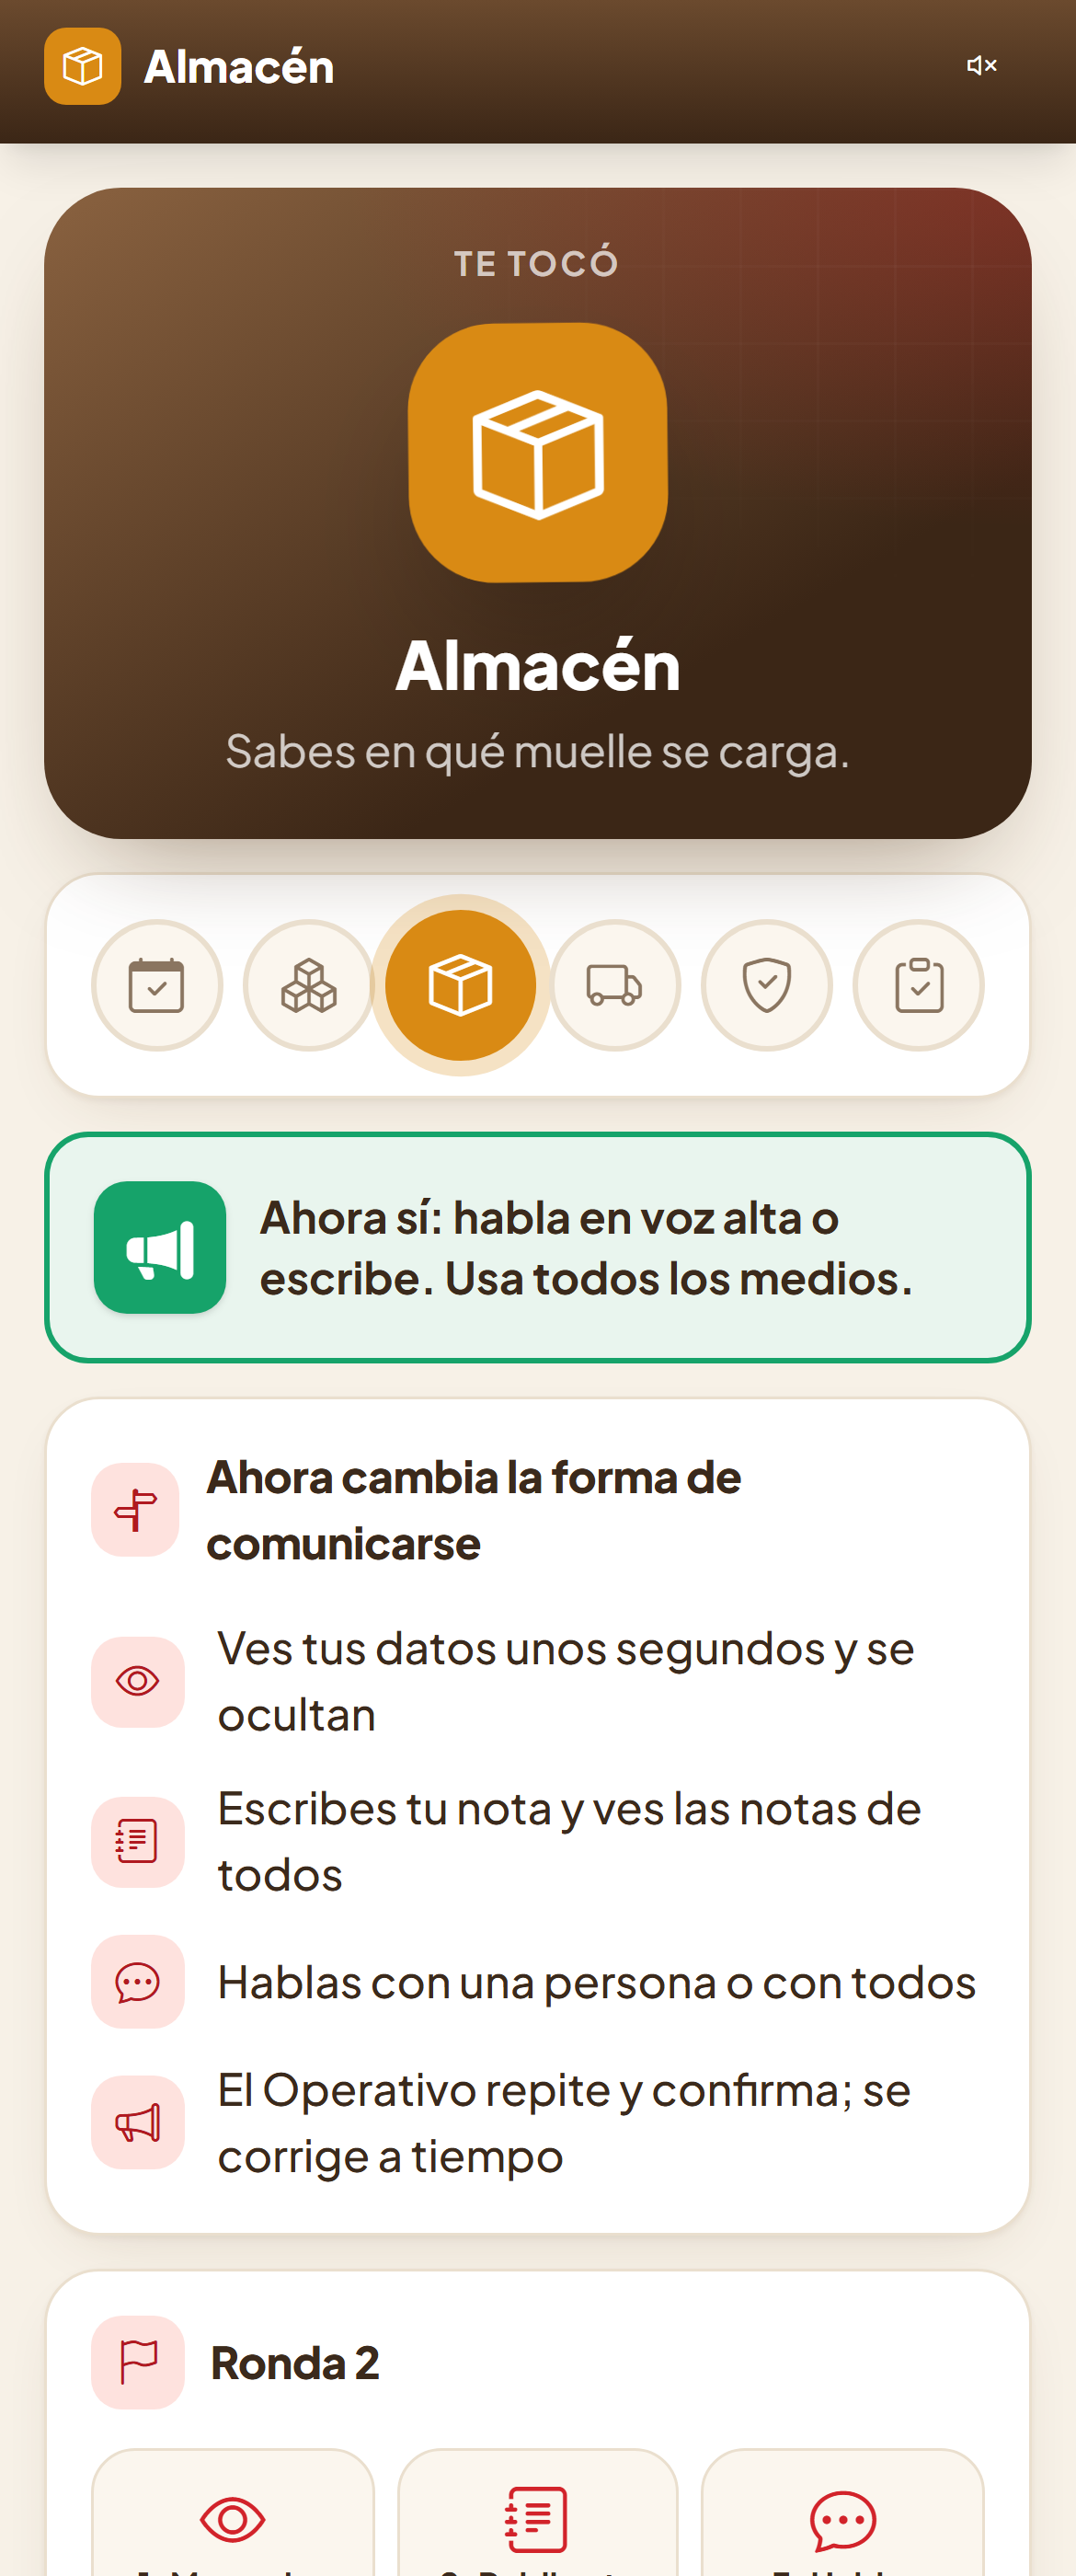 Almacén
TE TOCÓ
Almacén
Sabes en qué muelle se carga.
Ahora sí: habla en voz alta o
escribe. Usa todos los medios.
Ahora cambia la forma de
comunicarse
Ves tus datos unos segundos y se
ocultan
Escribes tu nota y ves las notas de
todos
Hablas con una persona o con todos
El Operativo repite y confirma; se
corrige a tiempo
Ronda 2